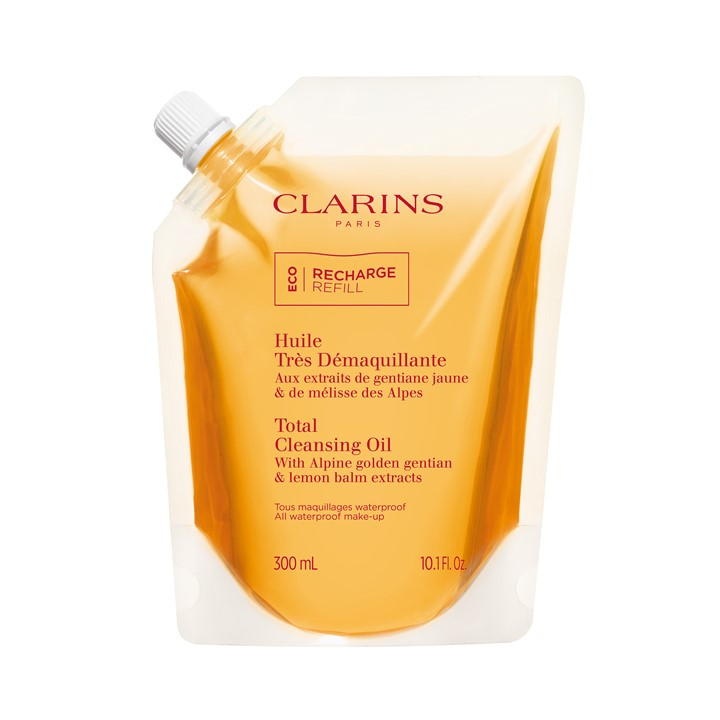 CLARINS
PARIS
ECO RECHARGE
REFILL
Huile
Très Démaquillante
Aux extraits de gentiane jaune
& de mélisse des Alpes
Total
Cleansing Oil
With Alpine golden gentian
& lemon balm extracts
Tous maquillages waterproof
All waterproof make-up
300 mL 10.1 Fl. Oz.